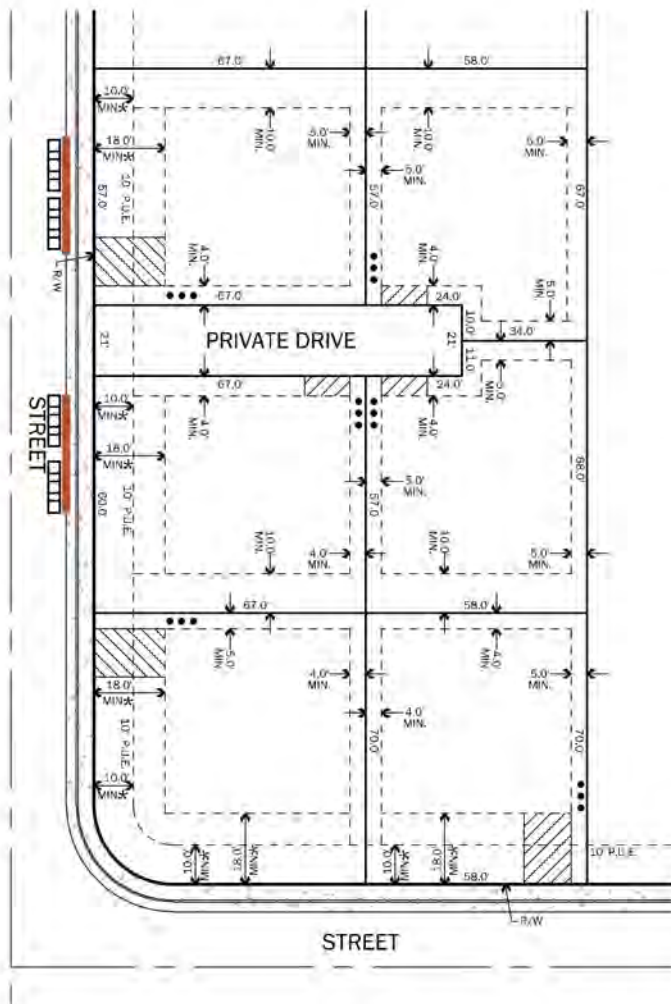 67.0'
58.0'
10.0'
MIN*
10.0'
MIN.
5.0'
MIN.
10.0'
MIN.
5.0'
MIN.
18.0'
MIN*
5.0'
MIN.
57.0'
10' P.U.E.
57.0'
67.0'
R/W
4.0'
MIN.
4.0'
MIN.
5.0'
MIN.
67.0'
24.0'
10.0'
34.0'
21'
PRIVATE DRIVE
21'
11.0'
67.0'
24.0'
5.0'
MIN.
10.0'
MIN*
4.0'
MIN.
4.0'
MIN.
STREET
18.0'
MIN*
60.0'
10' P.U.E.
5.0'
MIN.
57.0'
68.0'
10.0'
MIN.
4.0'
MIN.
10.0'
MIN.
5.0'
MIN.
67.0'
58.0'
5.0'
MIN.
4.0'
MIN.
4.0'
MIN.
5.0'
MIN.
18.0'
MIN*
10' P.U.E.
4.0'
MIN.
70.0'
70.0'
10.0'
MIN*
10.0'
MIN*
18.0'
MIN*
10.0'
MIN*
18.0'
MIN*
10' P.U.E.
58.0'
R/W
STREET